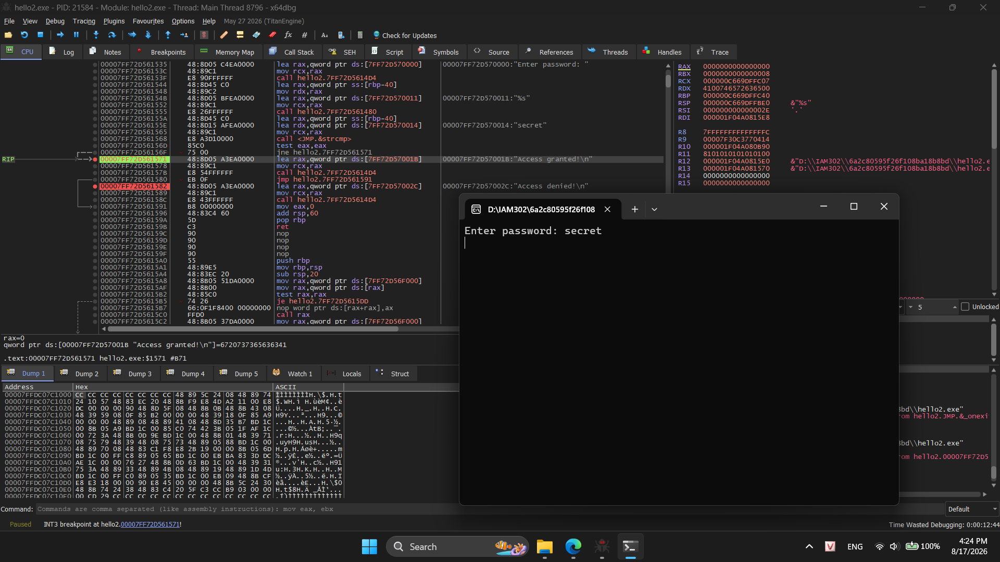 hello2.exe - PID: 21584 - Module: hello2.exe - Thread: Main Thread 8796 - x64dbg
File View Debug Tracing Plugins Favourites Options Help May 27 2026 (TitanEngine)
Check for Updates
CPU Log Notes Breakpoints Memory Map Call Stack SEH Script Symbols Source References Threads Handles Trace
00007FF72D561535 48:8D05 C4EA0000 lea rax,qword ptr ds:[7FF72D570000] 00007FF72D570000:"Enter password: "
00007FF72D56153C 48:89C1 mov rcx,rax
00007FF72D56153F E8 90FFFFFF call hello2.7FF72D5614D4
00007FF72D561544 48:8D45 C0 lea rax,qword ptr ss:[rbp-40]
00007FF72D561548 48:89C2 mov rdx,rax
00007FF72D56154B 48:8D05 BFEA0000 lea rax,qword ptr ds:[7FF72D570011] 00007FF72D570011:"%s"
00007FF72D561552 48:89C1 mov rcx,rax
00007FF72D561555 E8 26FFFFFF call hello2.7FF72D561480
00007FF72D56155A 48:8D45 C0 lea rax,qword ptr ss:[rbp-40]
00007FF72D56155E 48:8D15 AFEA0000 lea rdx,qword ptr ds:[7FF72D570014] 00007FF72D570014:"secret"
00007FF72D561565 48:89C1 mov rcx,rax
00007FF72D561568 E8 A3D10000 call <JMP.&strcmp>
00007FF72D56156D 85C0 test eax,eax
00007FF72D56156F 75 00 jne hello2.7FF72D561571
RIP 00007FF72D561571 48:8D05 A3EA0000 lea rax,qword ptr ds:[7FF72D57001B] 00007FF72D57001B:"Access granted!\n"
00007FF72D561578 48:89C1 mov rcx,rax
00007FF72D56157B E8 54FFFFFF call hello2.7FF72D5614D4
00007FF72D561580 EB 0F jmp hello2.7FF72D561591
00007FF72D561582 48:8D05 A3EA0000 lea rax,qword ptr ds:[7FF72D57002C] 00007FF72D57002C:"Access denied!\n"
00007FF72D561589 48:89C1 mov rcx,rax
00007FF72D56158C E8 43FFFFFF call hello2.7FF72D5614D4
00007FF72D561591 B8 00000000 mov eax,0
00007FF72D561596 48:83C4 60 add rsp,60
00007FF72D56159A 5D pop rbp
00007FF72D56159B C3 ret
00007FF72D56159C 90 nop
00007FF72D56159D 90 nop
00007FF72D56159E 90 nop
00007FF72D56159F 90 nop
00007FF72D5615A0 55 push rbp
00007FF72D5615A1 48:89E5 mov rbp,rsp
00007FF72D5615A4 48:83EC 20 sub rsp,20
00007FF72D5615A8 48:8B05 51DA0000 mov rax,qword ptr ds:[7FF72D56F000]
00007FF72D5615AF 48:8B00 mov rax,qword ptr ds:[rax]
00007FF72D5615B2 48:85C0 test rax,rax
00007FF72D5615B5 74 26 je hello2.7FF72D5615DD
00007FF72D5615B7 66:0F1F8400 00000000 nop word ptr ds:[rax+rax],ax
00007FF72D5615C0 FFD0 call rax
00007FF72D5615C2 48:8B05 37DA0000 mov rax,qword ptr ds:[7FF72D56F000]
RAX 0000000000000000
RBX 0000000000000008
RCX 000000C669DFFC07
RDX 4100746572636500
RBP 000000C669DFFC40
RSP 000000C669DFFBE0 &"%s"
RSI 000000000000002E '.'
RDI 000001F04A0815E8
R8 7FFFFFFFFFFFFFFC
R9 00007F30C3770414
R10 000001F04A080B90
R11 8101010101010100
R12 000001F04A0815E0 &"D:\\IAM302\\6a2c80595f26f108ba18b8bd\\hello2.e
R13 000001F04A081570 &"D:\\IAM302\\6a2c80595f26f108ba18b8bd\\hello2.e
R14 0000000000000000
R15 0000000000000000
D:\IAM302\6a2c80595f26f108
Enter password: secret
5 Unlocked
rax=0
qword ptr ds:[00007FF72D57001B "Access granted!\n"]=6720737365636341
.text:00007FF72D561571 hello2.exe:$1571 #B71
Dump 1 Dump 2 Dump 3 Dump 4 Dump 5 Watch 1 Locals Struct
Address Hex ASCII
00007FFDC07C1000 CC CC CC CC CC CC CC CC 48 89 5C 24 08 48 89 74 ÌÌÌÌÌÌÌÌH.\$.H.t
00007FFDC07C1010 24 10 57 48 83 EC 20 48 8B F9 E8 4D A2 11 00 E8 $.WH.ì H.ùèM¢..è
00007FFDC07C1020 DC 00 00 00 90 48 8D 5F 08 48 8B 0B 48 8B 43 08 Ü....H._.H..H.C.
00007FFDC07C1030 48 39 59 08 0F 85 B2 00 00 00 48 39 18 0F 85 A9 H9Y...²...H9...©
00007FFDC07C1040 00 00 00 48 89 08 48 89 41 08 48 8D 35 B7 BD 1C ...H..H.A.H.5·½.
00007FFDC07C1050 00 8B 05 A9 BD 1C 00 85 C0 74 42 3B 05 1F AF 1C ...©½...ÀtB;..¯.
00007FFDC07C1060 00 72 3A 48 8B 0D 9E BD 1C 00 48 8B 01 48 39 71 .r:H...½..H..H9q
00007FFDC07C1070 08 75 79 48 39 48 08 75 73 48 89 05 88 BD 1C 00 .uyH9H.usH...½..
00007FFDC07C1080 48 89 70 08 48 83 C1 F8 E8 2B 19 00 00 8B 05 6D H.p.H.Áøè+.....m
00007FFDC07C1090 BD 1C 00 FF C8 89 05 65 BD 1C 00 EB BA 83 3D DC ½..ÿÈ..e½..ëº.=Ü
00007FFDC07C10A0 AE 1C 00 00 76 27 48 8B 0D 63 BD 1C 00 48 39 31 ®...v'H..c½..H91
00007FFDC07C10B0 75 3A 48 89 33 48 89 4B 08 48 89 19 48 89 1D 4D u:H.3H.K.H..H..M
00007FFDC07C10C0 BD 1C 00 FF C0 89 05 35 BD 1C 00 EB 09 48 8B CF ½..ÿÀ..5½..ë.H.Ï
00007FFDC07C10D0 E8 E3 18 00 00 90 E8 45 00 00 00 48 8B 5C 24 30 èã....èE...H.\$0
00007FFDC07C10E0 48 8B 74 24 38 48 83 C4 20 5F C3 CC B9 03 00 00 H.t$8H.Ä _ÃÌ¹...
00007FFDC07C10F0 00 CD 29 CC CC CC CC CC CC CC CC CC CC CC CC CC .Í)ÌÌÌÌÌÌÌÌÌÌÌÌÌ
bd\\hello2.exe"
rom hello2.JMP.&_onexi
bd\\hello2.exe"
rom hello2.00007FF72D5
Command: Commands are comma separated (like assembly instructions): mov eax, ebx Default
Paused INT3 breakpoint at hello2.00007FF72D561571! Time Wasted Debugging: 0:00:12:44
Search ENG 100% 4:24 PM
8/17/2026